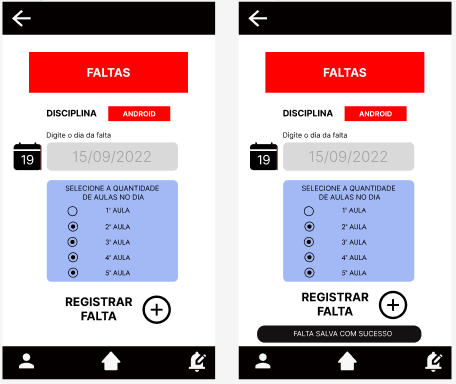 FALTAS
DISCIPLINA ANDROID
Digite o dia da falta
19 15/09/2022
SELECIONE A QUANTIDADE
DE AULAS NO DIA
1° AULA
2° AULA
3° AULA
4° AULA
5° AULA
REGISTRAR
FALTA
FALTAS
DISCIPLINA ANDROID
Digite o dia da falta
19 15/09/2022
SELECIONE A QUANTIDADE
DE AULAS NO DIA
1° AULA
2° AULA
3° AULA
4° AULA
5° AULA
REGISTRAR
FALTA
FALTA SALVA COM SUCESSO